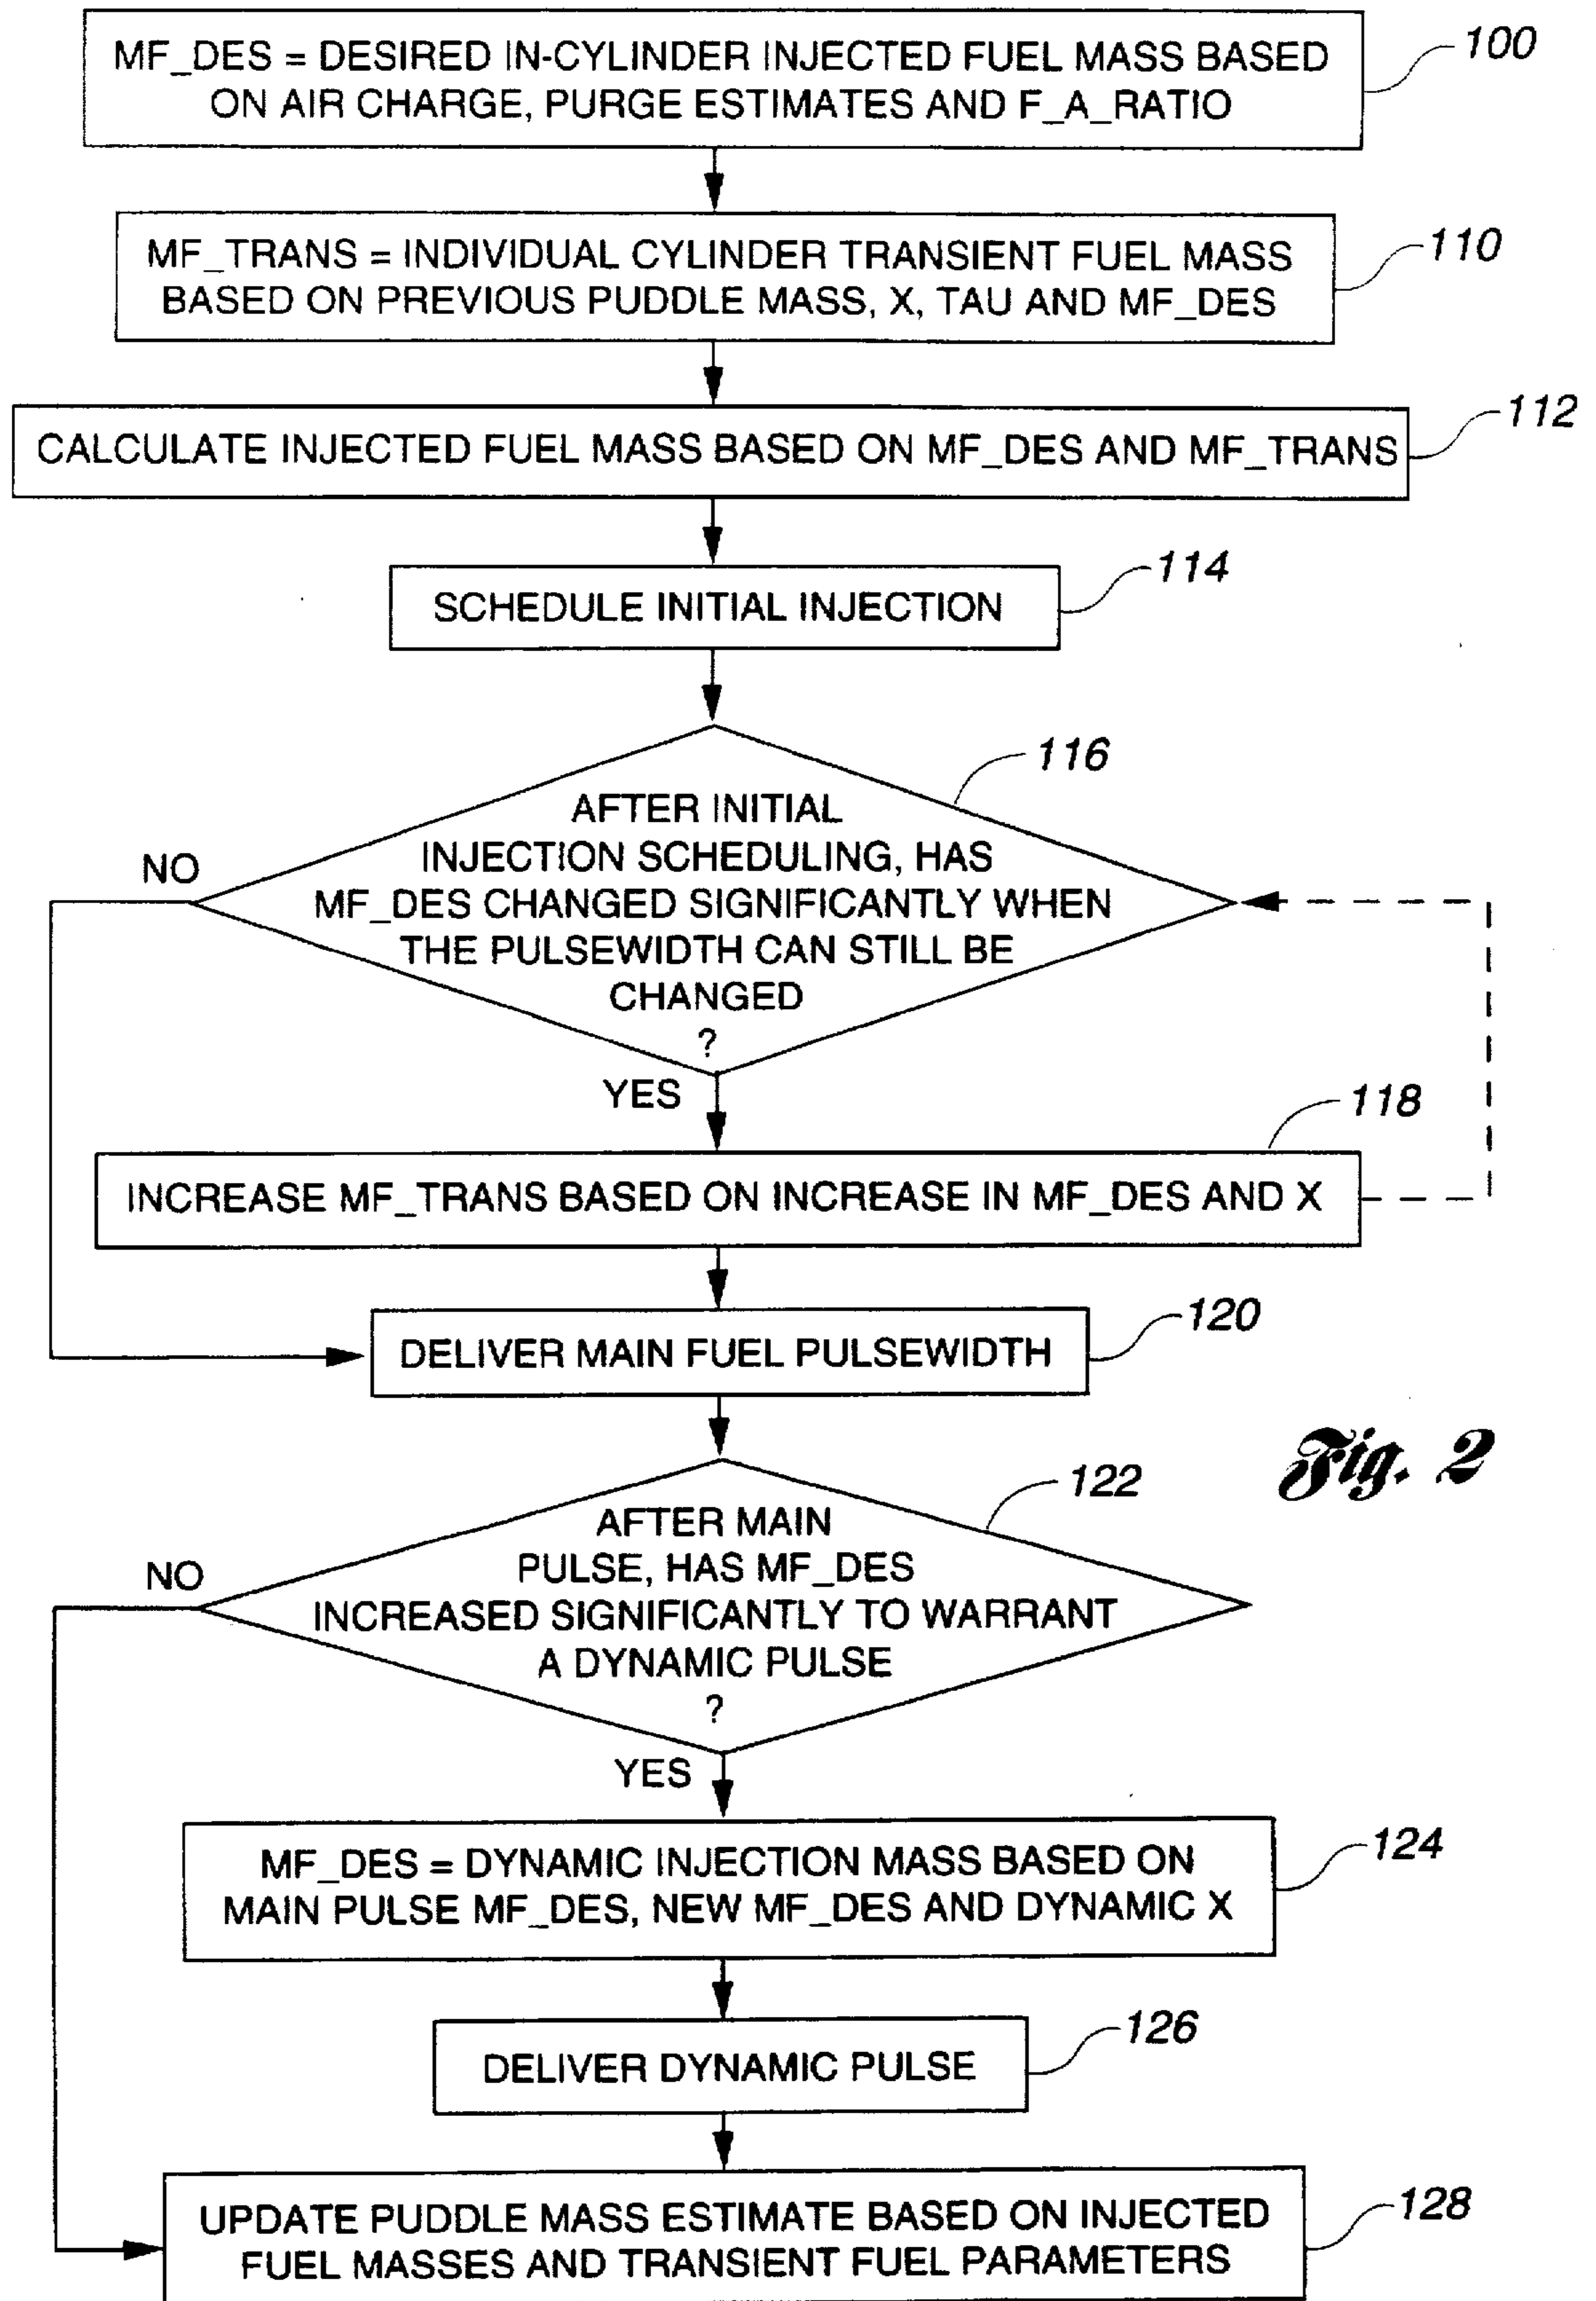 MF_DES = DESIRED IN-CYLINDER INJECTED FUEL MASS BASED
ON AIR CHARGE, PURGE ESTIMATES AND F_A_RATIO
100
MF_TRANS = INDIVIDUAL CYLINDER TRANSIENT FUEL MASS
BASED ON PREVIOUS PUDDLE MASS, X, TAU AND MF_DES
110
CALCULATE INJECTED FUEL MASS BASED ON MF_DES AND MF_TRANS
112
SCHEDULE INITIAL INJECTION
114
AFTER INITIAL
INJECTION SCHEDULING, HAS
MF_DES CHANGED SIGNIFICANTLY WHEN
THE PULSEWIDTH CAN STILL BE
CHANGED
?
116
NO
YES
INCREASE MF_TRANS BASED ON INCREASE IN MF_DES AND X
118
DELIVER MAIN FUEL PULSEWIDTH
120
Fig. 2
AFTER MAIN
PULSE, HAS MF_DES
INCREASED SIGNIFICANTLY TO WARRANT
A DYNAMIC PULSE
?
122
NO
YES
MF_DES = DYNAMIC INJECTION MASS BASED ON
MAIN PULSE MF_DES, NEW MF_DES AND DYNAMIC X
124
DELIVER DYNAMIC PULSE
126
UPDATE PUDDLE MASS ESTIMATE BASED ON INJECTED
FUEL MASSES AND TRANSIENT FUEL PARAMETERS
128